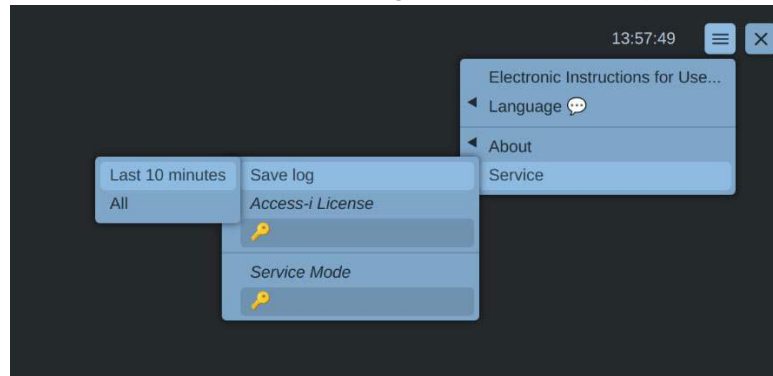 13:57:49
Electronic Instructions for Use...
Language
About
Service
Save log
Access-i License
Service Mode
Last 10 minutes
All